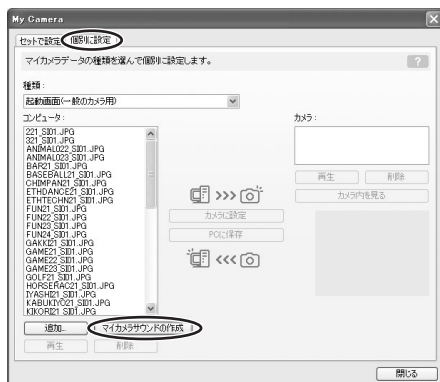 My Camera
セットで設定 個別に設定
マイカメラデータの種類を選んで個別に設定します。
?
種類:
起動画面(一般のカメラ用)
コンピュータ:
カメラ:
221_SI01.JPG
321_SI01.JPG
ANIMAL022_SI01.JPG
ANIMAL023_SI01.JPG
BAR21_SI01.JPG
BASEBALL21_SI01.JPG
CHIMPAN21_SI01.JPG
ETHDANCE21_SI01.JPG
ETHTECHN21_SI01.JPG
FUN21_SI01.JPG
FUN22_SI01.JPG
FUN23_SI01.JPG
FUN24_SI01.JPG
GAKKI21_SI01.JPG
GAME21_SI01.JPG
GAME22_SI01.JPG
GAME23_SI01.JPG
GOLF21_SI01.JPG
HORSERAC21_SI01.JPG
IYASHI21_SI01.JPG
KABUKIYO21_SI01.JPG
KIKORI21_SI01.JPG
>>>
カメラに設定
PCに保存
<<<
再生 削除
カメラ内を見る
追加... マイカメラサウンドの作成
再生 削除
閉じる